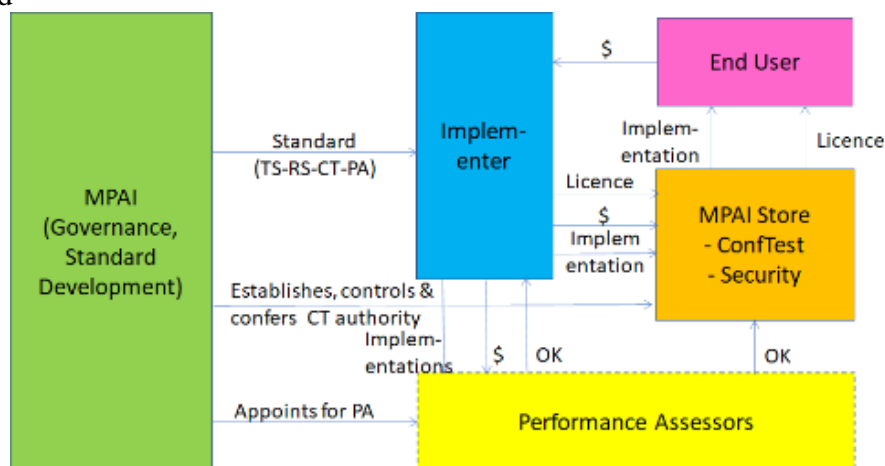 d
$
End User
Implem-
enter
Implem-
entation
Licence
Standard
(TS-RS-CT-PA)
MPAI
(Governance,
Standard
Development)
Licence
$
Implem
entation
MPAI Store
- ConfTest
- Security
Establishes, controls &
confers CT authority
Implem-
entations
$
OK
OK
Appoints for PA
Performance Assessors